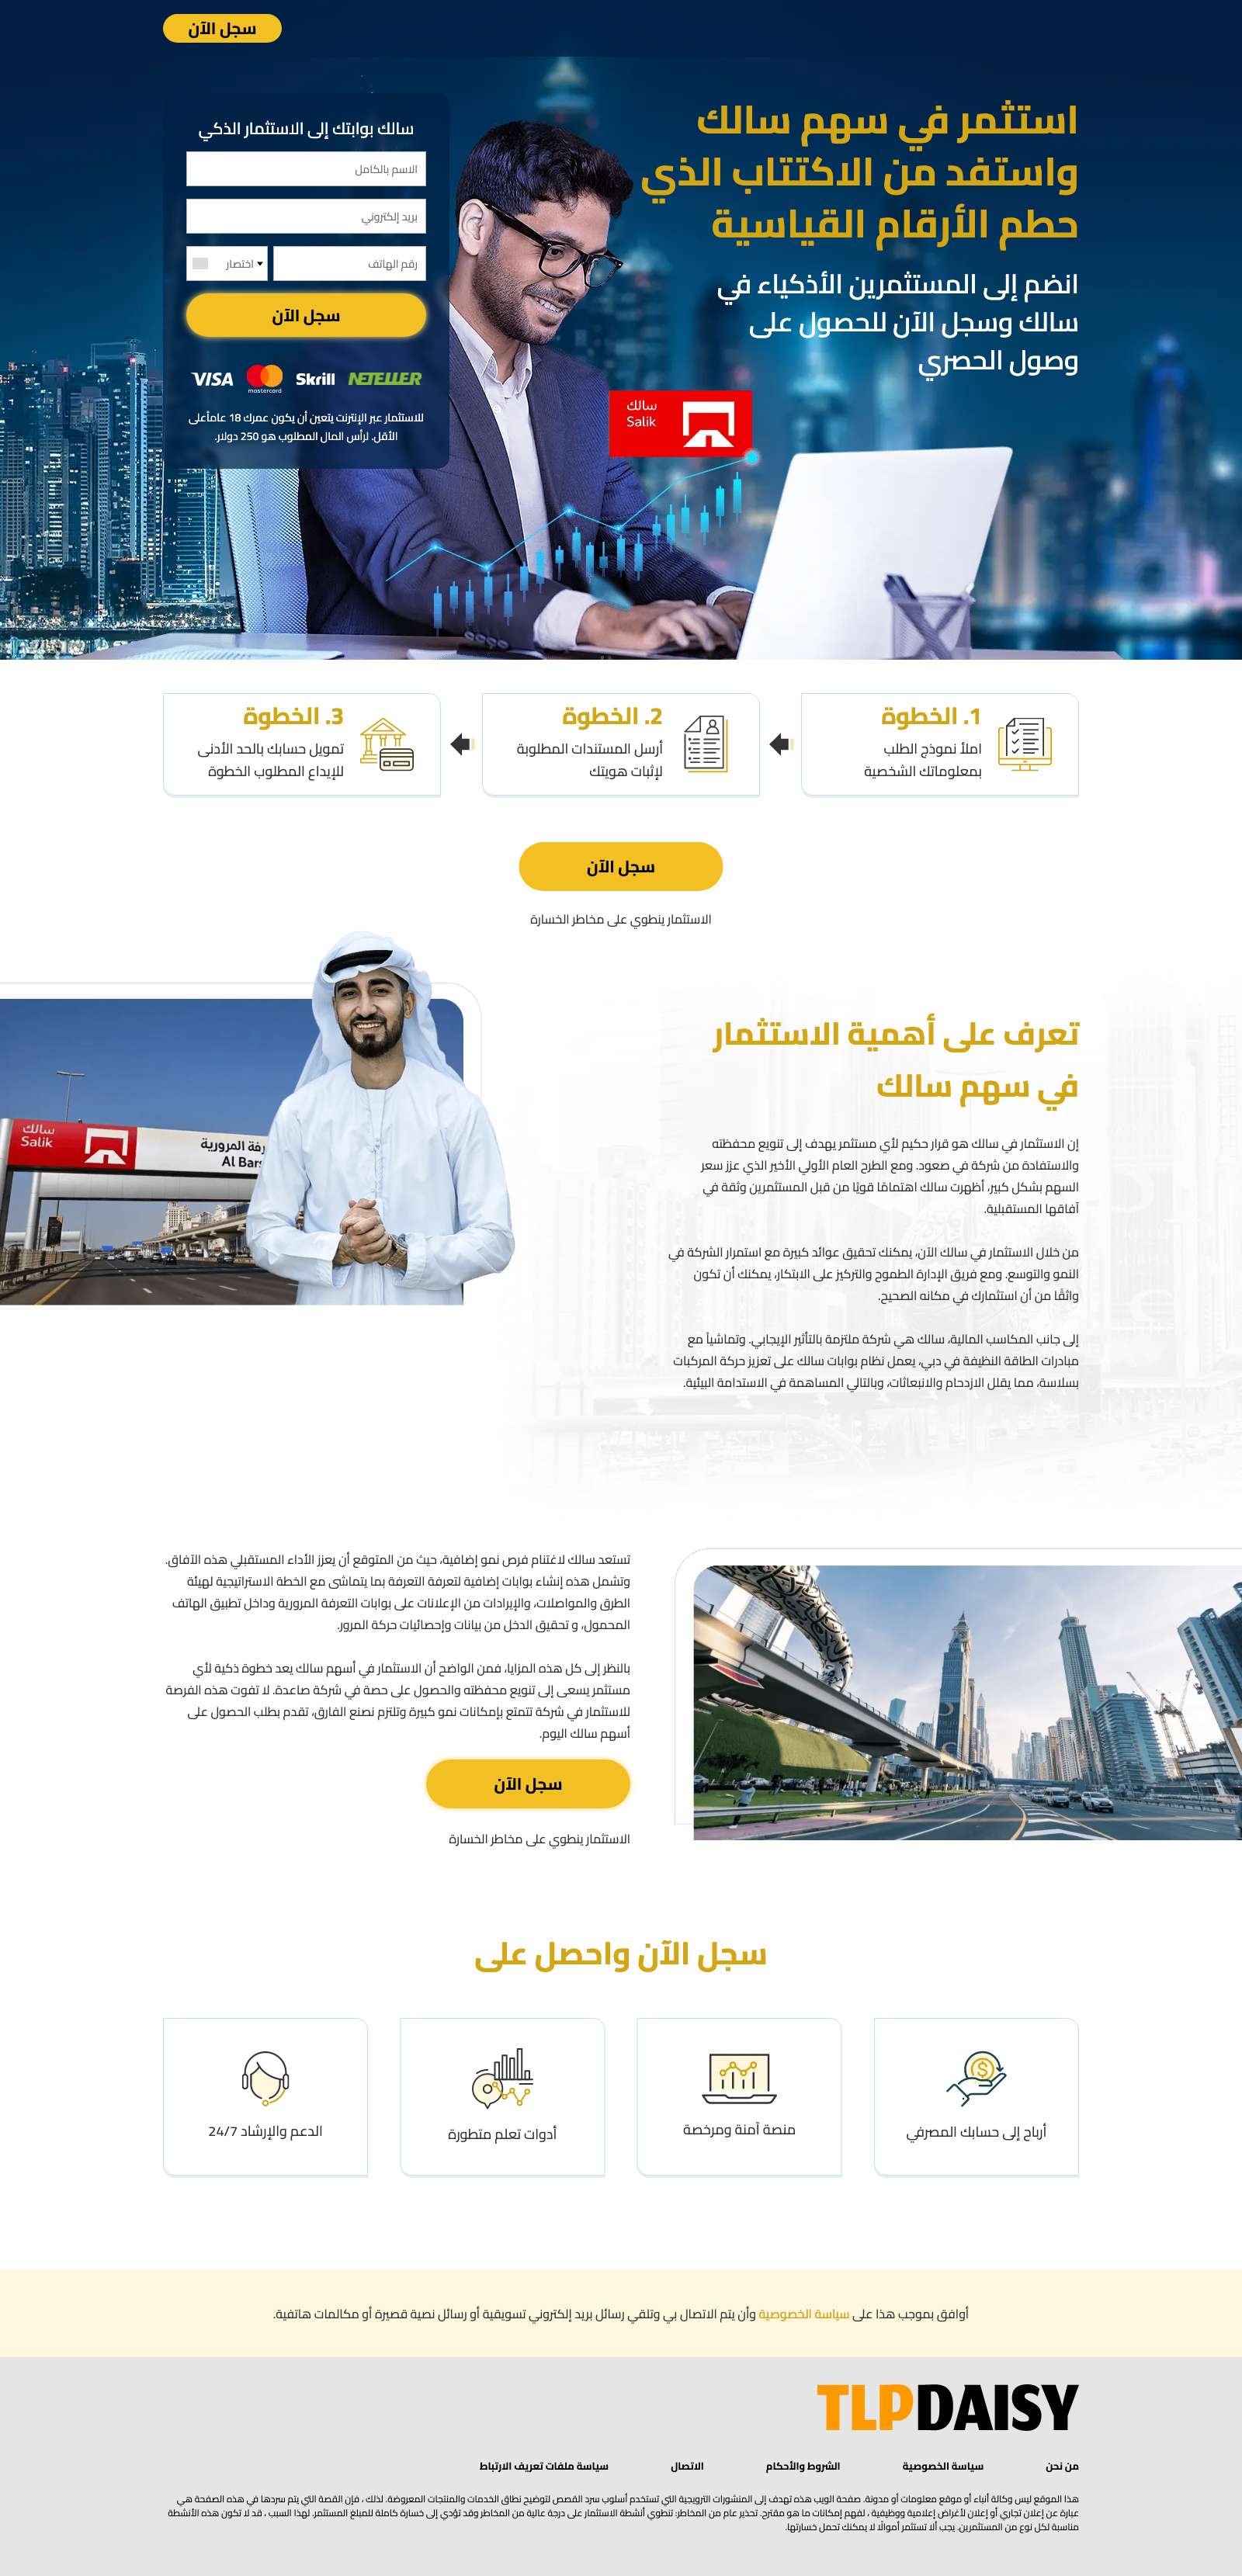 سجل الآن
استثمر في سهم سالك
واستفد من الاكتتاب الذي
حطم الأرقام القياسية
انضم إلى المستثمرين الأذكياء في
سالك وسجل الآن للحصول على
وصول الحصري
سالك بوابتك إلى الاستثمار الذكي
الاسم بالكامل
بريد إلكتروني
رقم الهاتف
اختصار
سجل الآن
VISA mastercard Skrill NETELLER
للاستثمار عبر الإنترنت يتعين أن يكون عمرك 18 عاماًعلى
الأقل. لرأس المال المطلوب هو 250 دولار.
سالك
Salik
1. الخطوة
املأ نموذج الطلب
بمعلوماتك الشخصية
2. الخطوة
أرسل المستندات المطلوبة
لإثبات هويتك
3. الخطوة
تمويل حسابك بالحد الأدنى
للإيداع المطلوب الخطوة
سجل الآن
الاستثمار ينطوي على مخاطر الخسارة
تعرف على أهمية الاستثمار
في سهم سالك
إن الاستثمار في سالك هو قرار حكيم لأي مستثمر يهدف إلى تنويع محفظته
والاستفادة من شركة في صعود. ومع الطرح العام الأولي الأخير الذي عزز سعر
السهم بشكل كبير، أظهرت سالك اهتمامًا قويًا من قبل المستثمرين وثقة في
آفاقها المستقبلية.
من خلال الاستثمار في سالك الآن، يمكنك تحقيق عوائد كبيرة مع استمرار الشركة في
النمو والتوسع. ومع فريق الإدارة الطموح والتركيز على الابتكار، يمكنك أن تكون
واثقًا من أن استثمارك في مكانه الصحيح.
إلى جانب المكاسب المالية، سالك هي شركة ملتزمة بالتأثير الإيجابي. وتماشياً مع
مبادرات الطاقة النظيفة في دبي، يعمل نظام بوابات سالك على تعزيز حركة المركبات
بسلاسة، مما يقلل الازدحام والانبعاثات، وبالتالي المساهمة في الاستدامة البيئية.
سالك
Salik
رفة المرورية
Al Bars
تستعد سالك لاغتنام فرص نمو إضافية، حيث من المتوقع أن يعزز الأداء المستقبلي هذه الآفاق.
وتشمل هذه إنشاء بوابات إضافية لتعرفة التعرفة بما يتماشى مع الخطة الاستراتيجية لهيئة
الطرق والمواصلات، والإيرادات من الإعلانات على بوابات التعرفة المرورية وداخل تطبيق الهاتف
المحمول، و تحقيق الدخل من بيانات وإحصائيات حركة المرور.
بالنظر إلى كل هذه المزايا، فمن الواضح أن الاستثمار في أسهم سالك يعد خطوة ذكية لأي
مستثمر يسعى إلى تنويع محفظته والحصول على حصة في شركة صاعدة. لا تفوت هذه الفرصة
للاستثمار في شركة تتمتع بإمكانات نمو كبيرة وتلتزم نصنع الفارق، تقدم بطلب الحصول على
أسهم سالك اليوم.
سجل الآن
الاستثمار ينطوي على مخاطر الخسارة
سجل الآن واحصل على
أرباح إلى حسابك المصرفي
منصة آمنة ومرخصة
أدوات تعلم متطورة
الدعم والإرشاد 24/7
أوافق بموجب هذا على سياسة الخصوصية وأن يتم الاتصال بي وتلقي رسائل بريد إلكتروني تسويقية أو رسائل نصية قصيرة أو مكالمات هاتفية.
TLPDAISY
من نحن
سياسة الخصوصية
الشروط والأحكام
الاتصال
سياسة ملفات تعريف الارتباط
هذا الموقع ليس وكالة أنباء أو موقع معلومات أو مدونة. صفحة الويب هذه تهدف إلى المنشورات الترويجية التي تستخدم أسلوب سرد القصص لتوضيح نطاق الخدمات والمنتجات المعروضة. لذلك ، فإن القصة التي يتم سردها في هذه الصفحة هي
عبارة عن إعلان تجاري أو إعلان لأغراض إعلامية ووظيفية ، لفهم إمكانات ما هو مقترح. تحذير عام من المخاطر: تنطوي أنشطة الاستثمار على درجة عالية من المخاطر وقد تؤدي إلى خسارة كاملة للمبلغ المستثمر. لهذا السبب ، قد لا تكون هذه الأنشطة
مناسبة لكل نوع من المستثمرين. يجب ألا تستثمر أموالًا لا يمكنك تحمل خسارتها.